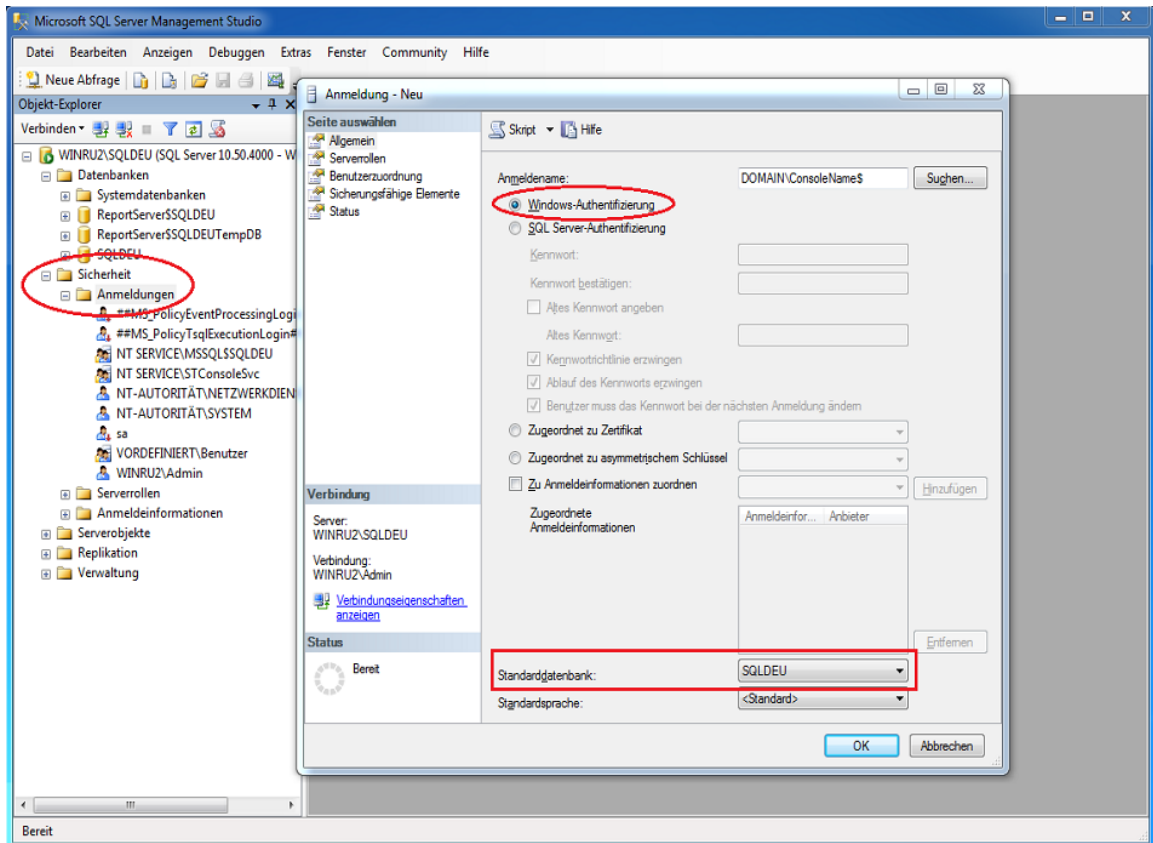 Microsoft SQL Server Management Studio
Datei Bearbeiten Anzeigen Debuggen Extras Fenster Community Hilfe
Neue Abfrage
Objekt-Explorer
Verbinden
WINRU2\SQLDEU (SQL Server 10.50.4000 - W
Datenbanken
Systemdatenbanken
ReportServer$SQLDEU
ReportServer$SQLDEUTempDB
SQLDEU
Sicherheit
Anmeldungen
##MS_PolicyEventProcessingLogi
##MS_PolicyTsqlExecutionLogin#
NT SERVICE\MSSQL$SQLDEU
NT SERVICE\STConsoleSvc
NT-AUTORITÄT\NETZWERKDIEN
NT-AUTORITÄT\SYSTEM
sa
VORDEFINIERT\Benutzer
WINRU2\Admin
Serverrollen
Anmeldeinformationen
Serverobjekte
Replikation
Verwaltung
Anmeldung - Neu
Seite auswählen
Allgemein
Serverrollen
Benutzerzuordnung
Sicherungsfähige Elemente
Status
Verbindung
Server:
WINRU2\SQLDEU
Verbindung:
WINRU2\Admin
Verbindungseigenschaften
anzeigen
Status
Bereit
Skript Hilfe
Anmeldename: DOMAIN\ConsoleName$ Suchen...
Windows-Authentifizierung
SQL Server-Authentifizierung
Kennwort:
Kennwort bestätigen:
Altes Kennwort angeben
Altes Kennwort:
Kennwortrichtlinie erzwingen
Ablauf des Kennworts erzwingen
Benutzer muss das Kennwort bei der nächsten Anmeldung ändern
Zugeordnet zu Zertifikat
Zugeordnet zu asymmetrischem Schlüssel
Zu Anmeldeinformationen zuordnen Hinzufügen
Zugeordnete
Anmeldeinformationen
Anmeldeinfor... Anbieter
Entfernen
Standarddatenbank: SQLDEU
Standardsprache: <Standard>
OK Abbrechen
Bereit